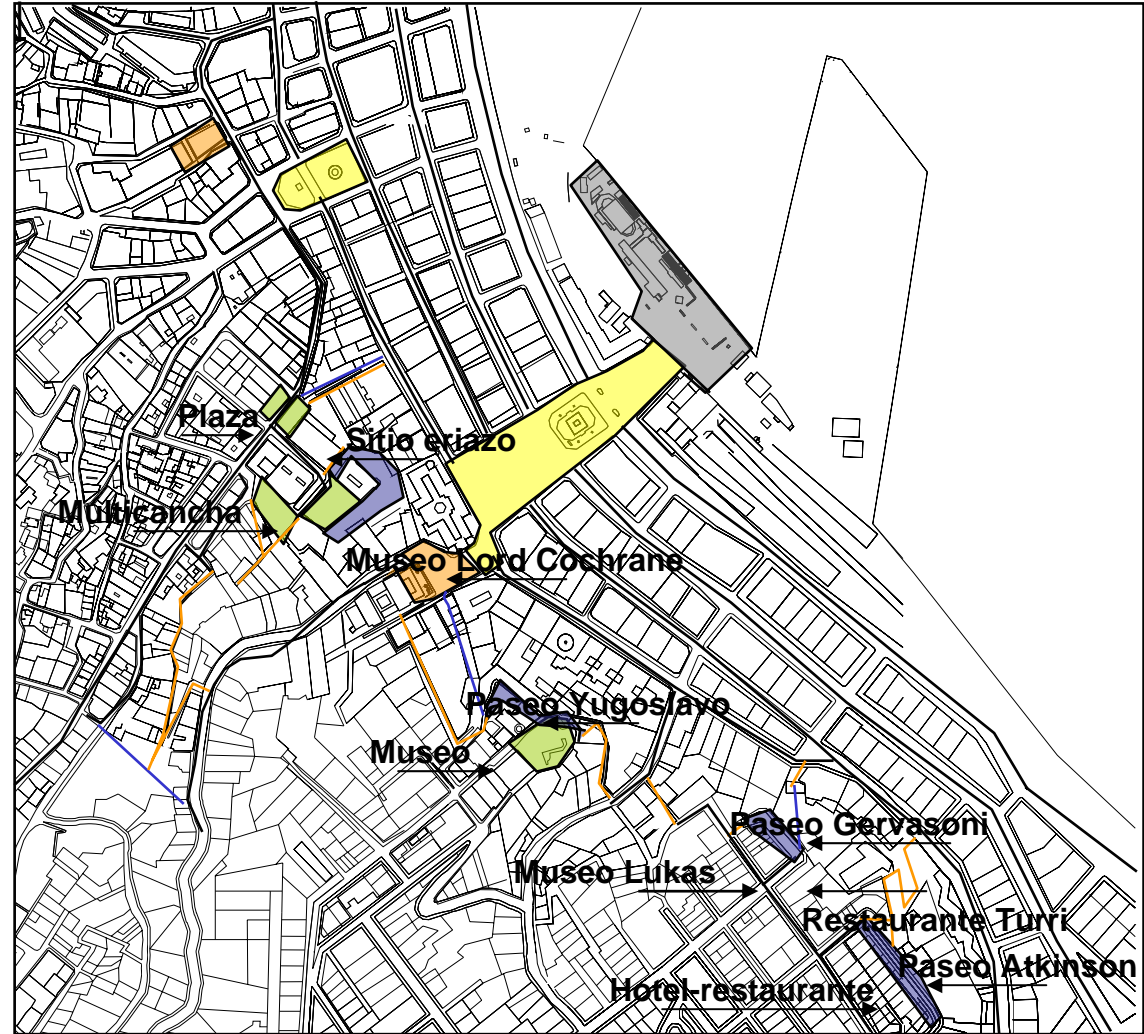 Plaza
Sitio eriazo
Multicancha
Museo Lord Cochrane
Paseo Yugoslavo
Museo
Paseo Gervasoni
Museo Lukas
Restaurante Turri
Paseo Atkinson
Hotel-restaurante